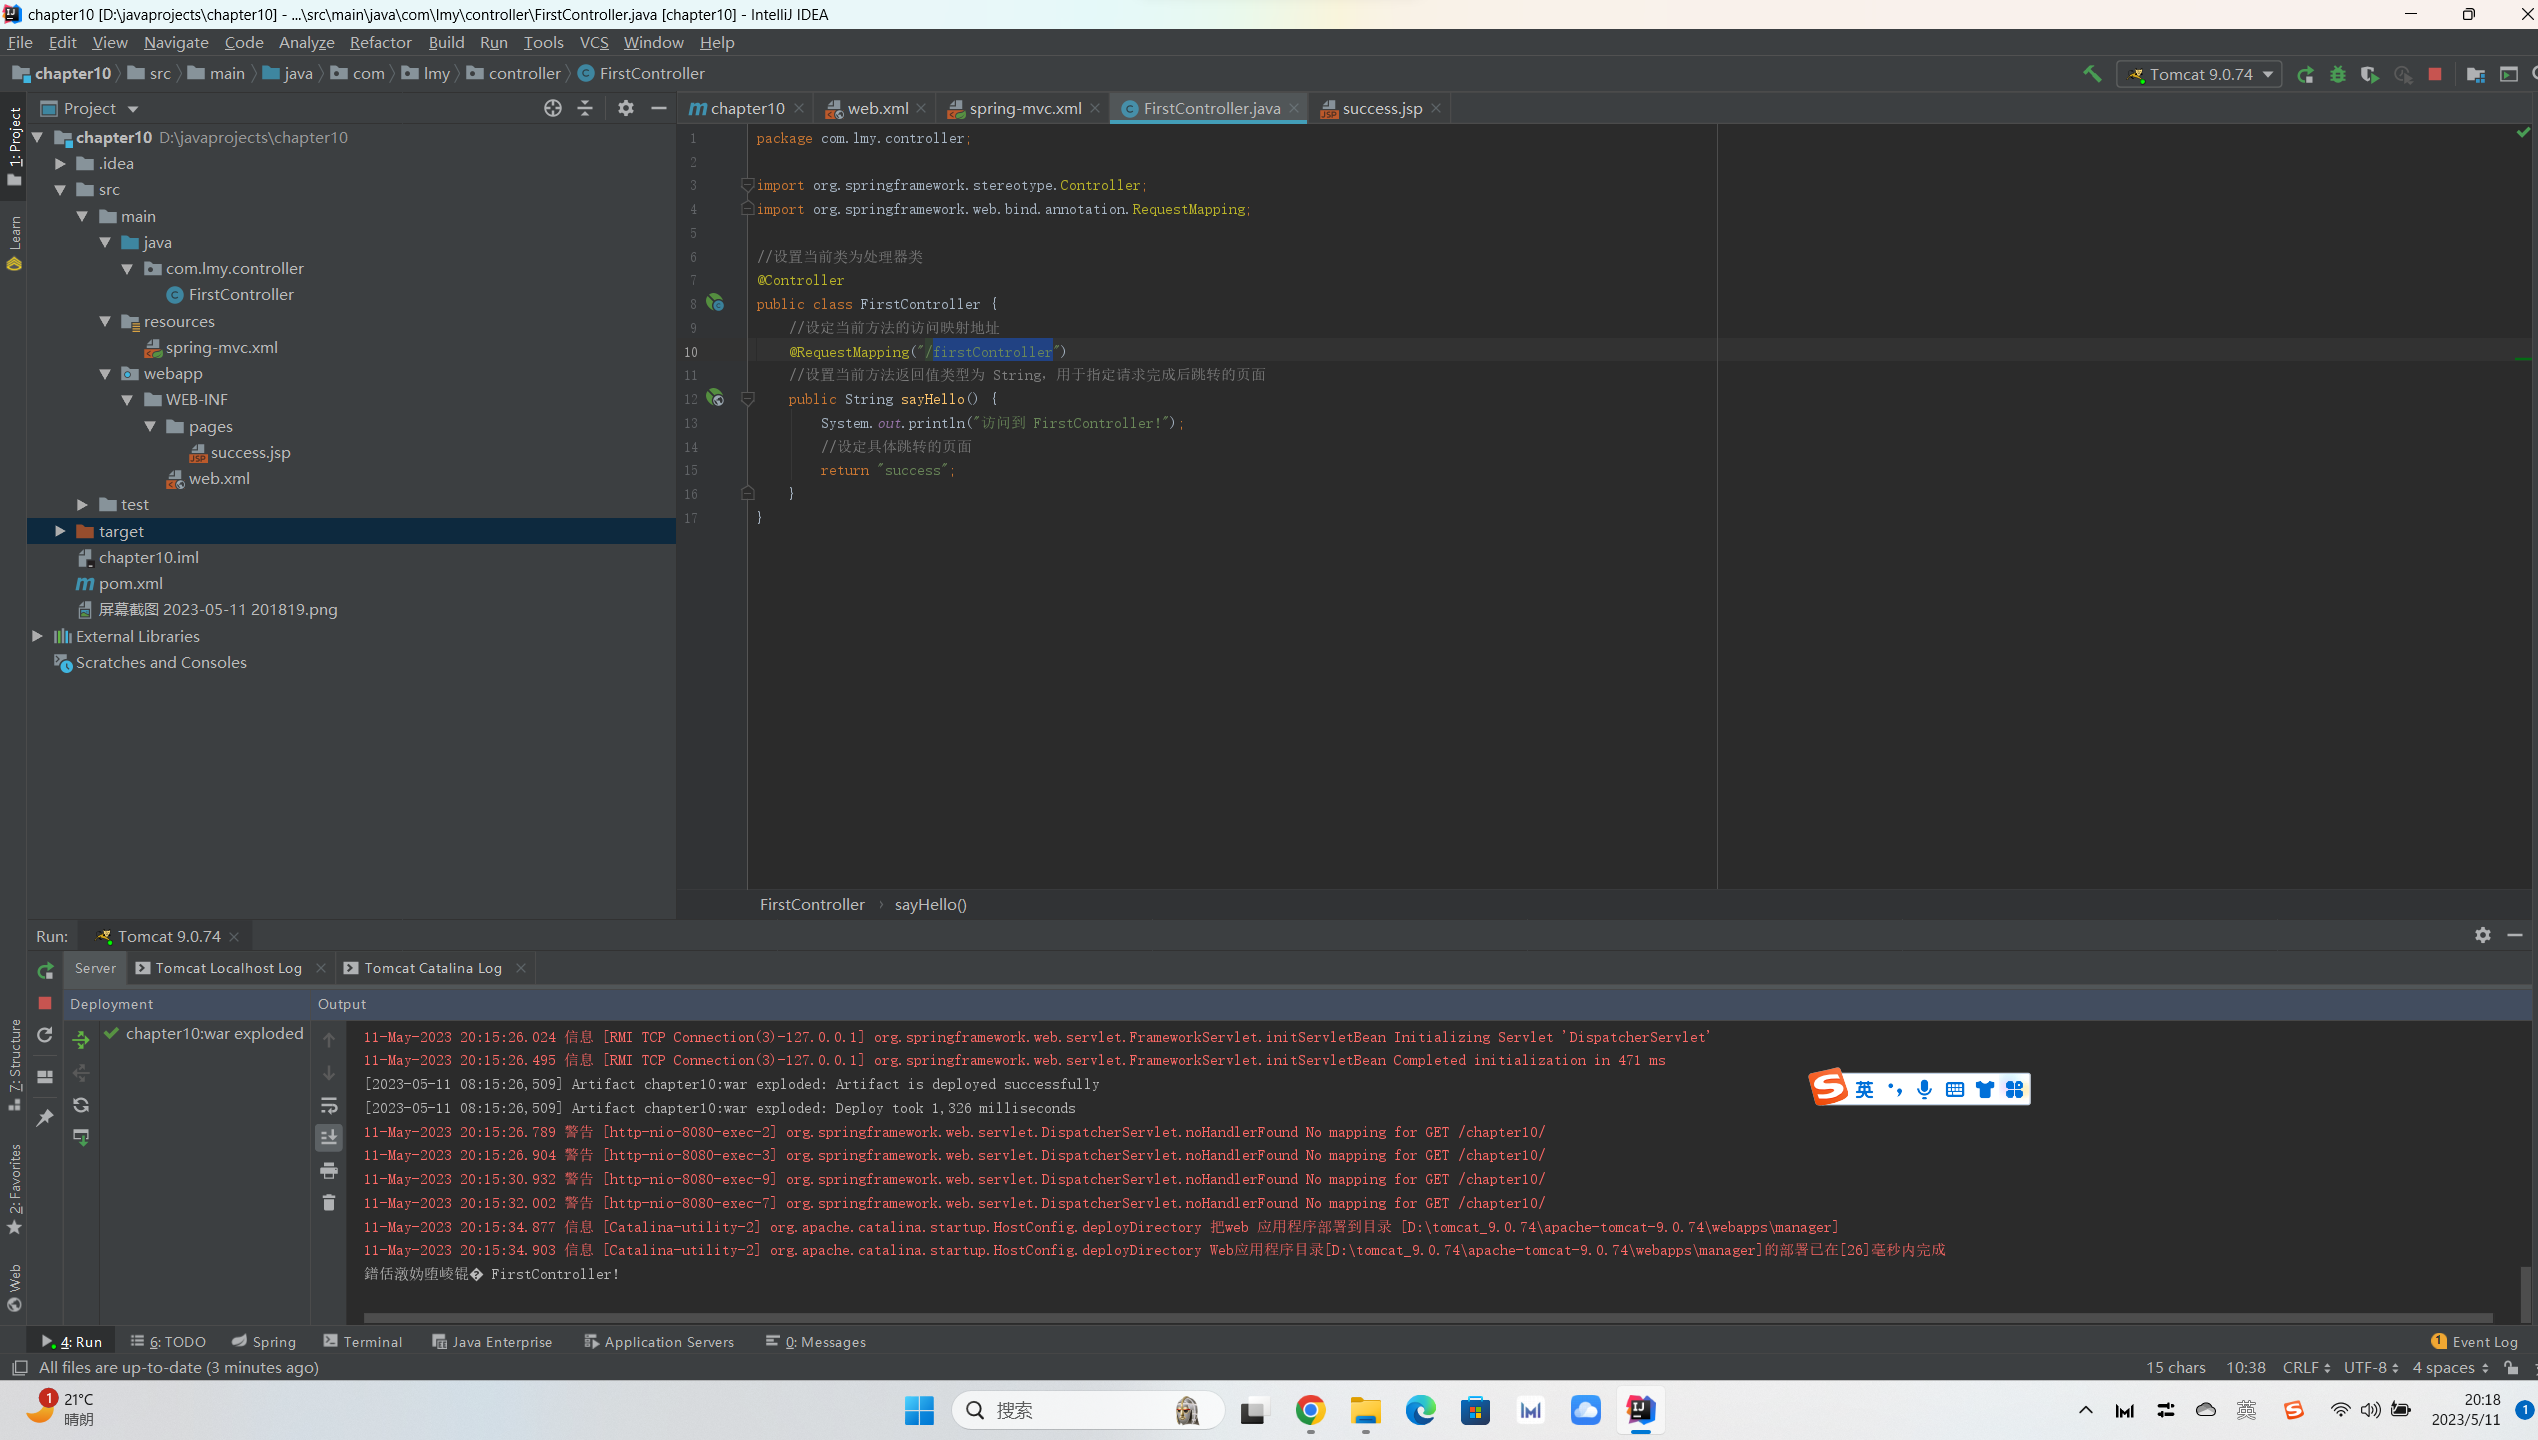 chapter10 [D:\javaprojects\chapter10] - ...\src\main\java\com\lmy\controller\FirstController.java [chapter10] - IntelliJ IDEA
File Edit View Navigate Code Analyze Refactor Build Run Tools VCS Window Help
chapter10 src main java com lmy controller FirstController
Tomcat 9.0.74
Project
chapter10 web.xml spring-mvc.xml FirstController.java success.jsp
1: Project
Learn
7: Structure
2: Favorites
Web
chapter10 D:\javaprojects\chapter10
.idea
src
main
java
com.lmy.controller
FirstController
resources
spring-mvc.xml
webapp
WEB-INF
pages
success.jsp
web.xml
test
target
chapter10.iml
pom.xml
屏幕截图 2023-05-11 201819.png
External Libraries
Scratches and Consoles
1 package com.lmy.controller;
2
3 import org.springframework.stereotype.Controller;
4 import org.springframework.web.bind.annotation.RequestMapping;
5
6 //设置当前类为处理器类
7 @Controller
8 public class FirstController {
9 //设定当前方法的访问映射地址
10 @RequestMapping("/firstController")
11 //设置当前方法返回值类型为 String, 用于指定请求完成后跳转的页面
12 public String sayHello() {
13 System.out.println("访问到 FirstController!");
14 //设定具体跳转的页面
15 return "success";
16 }
17 }
FirstController › sayHello()
Run: Tomcat 9.0.74
Server Tomcat Localhost Log Tomcat Catalina Log
Deployment Output
chapter10:war exploded
11-May-2023 20:15:26.024 信息 [RMI TCP Connection(3)-127.0.0.1] org.springframework.web.servlet.FrameworkServlet.initServletBean Initializing Servlet 'DispatcherServlet'
11-May-2023 20:15:26.495 信息 [RMI TCP Connection(3)-127.0.0.1] org.springframework.web.servlet.FrameworkServlet.initServletBean Completed initialization in 471 ms
[2023-05-11 08:15:26,509] Artifact chapter10:war exploded: Artifact is deployed successfully
[2023-05-11 08:15:26,509] Artifact chapter10:war exploded: Deploy took 1,326 milliseconds
11-May-2023 20:15:26.789 警告 [http-nio-8080-exec-2] org.springframework.web.servlet.DispatcherServlet.noHandlerFound No mapping for GET /chapter10/
11-May-2023 20:15:26.904 警告 [http-nio-8080-exec-3] org.springframework.web.servlet.DispatcherServlet.noHandlerFound No mapping for GET /chapter10/
11-May-2023 20:15:30.932 警告 [http-nio-8080-exec-9] org.springframework.web.servlet.DispatcherServlet.noHandlerFound No mapping for GET /chapter10/
11-May-2023 20:15:32.002 警告 [http-nio-8080-exec-7] org.springframework.web.servlet.DispatcherServlet.noHandlerFound No mapping for GET /chapter10/
11-May-2023 20:15:34.877 信息 [Catalina-utility-2] org.apache.catalina.startup.HostConfig.deployDirectory 把web 应用程序部署到目录 [D:\tomcat_9.0.74\apache-tomcat-9.0.74\webapps\manager]
11-May-2023 20:15:34.903 信息 [Catalina-utility-2] org.apache.catalina.startup.HostConfig.deployDirectory Web应用程序目录[D:\tomcat_9.0.74\apache-tomcat-9.0.74\webapps\manager]的部署已在[26]毫秒内完成
FirstController!
英
4: Run 6: TODO Spring Terminal Java Enterprise Application Servers 0: Messages
1 Event Log
All files are up-to-date (3 minutes ago)
15 chars 10:38 CRLF UTF-8 4 spaces
1
21°C
晴朗
搜索
英
20:18
2023/5/11
1